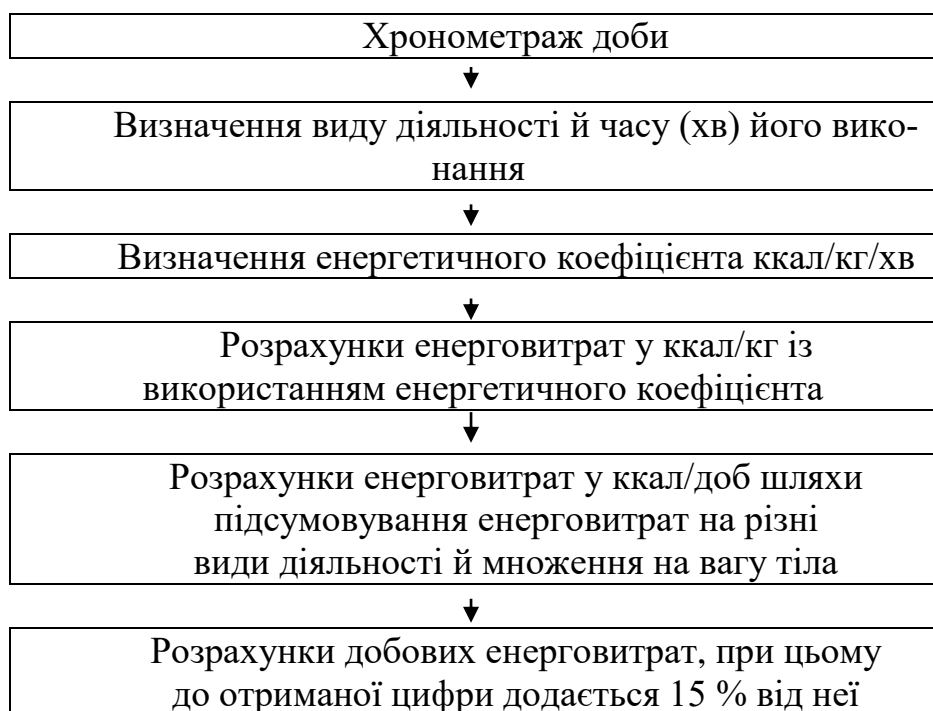 Хронометраж доби
Визначення виду діяльності й часу (хв) його вико-
нання
Визначення енергетичного коефіцієнта ккал/кг/хв
Розрахунки енерговитрат у ккал/кг із
використанням енергетичного коефіцієнта
Розрахунки енерговитрат у ккал/доб шляхи
підсумовування енерговитрат на різні
види діяльності й множення на вагу тіла
Розрахунки добових енерговитрат, при цьому
до отриманої цифри додається 15 % від неї